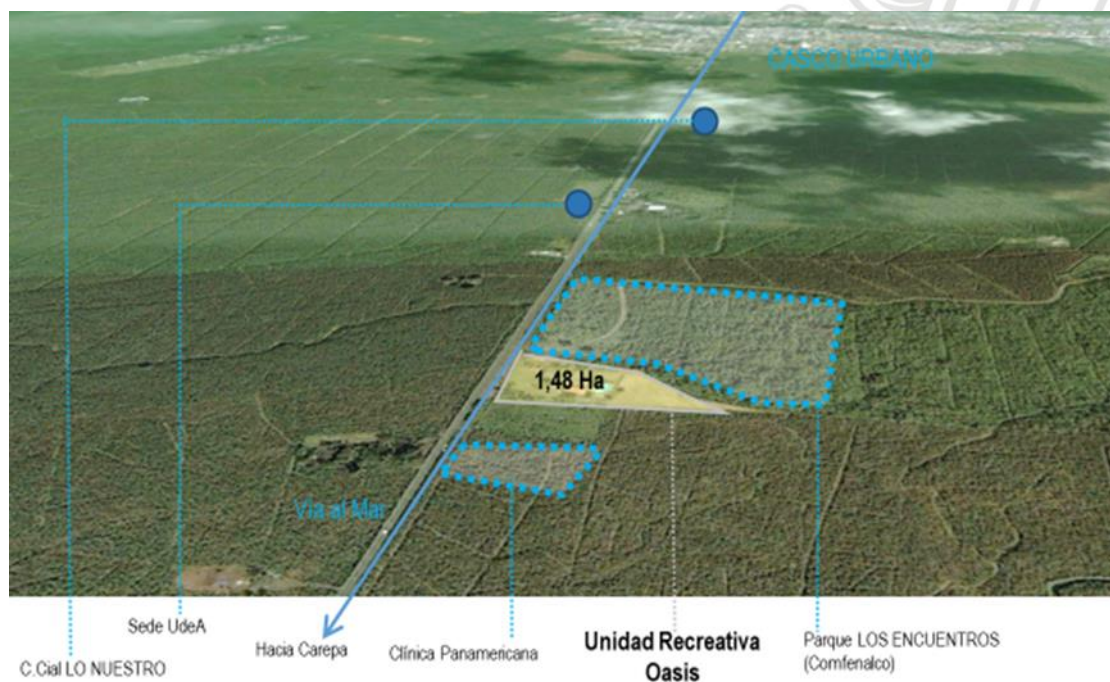 CASCO URBANO
1,48 Ha
Vía al Mar
Sede UdeA
C.Cial LO NUESTRO
Hacia Carepa
Clínica Panamericana
Unidad Recreativa
Oasis
Parque LOS ENCUENTROS
(Comfenalco)